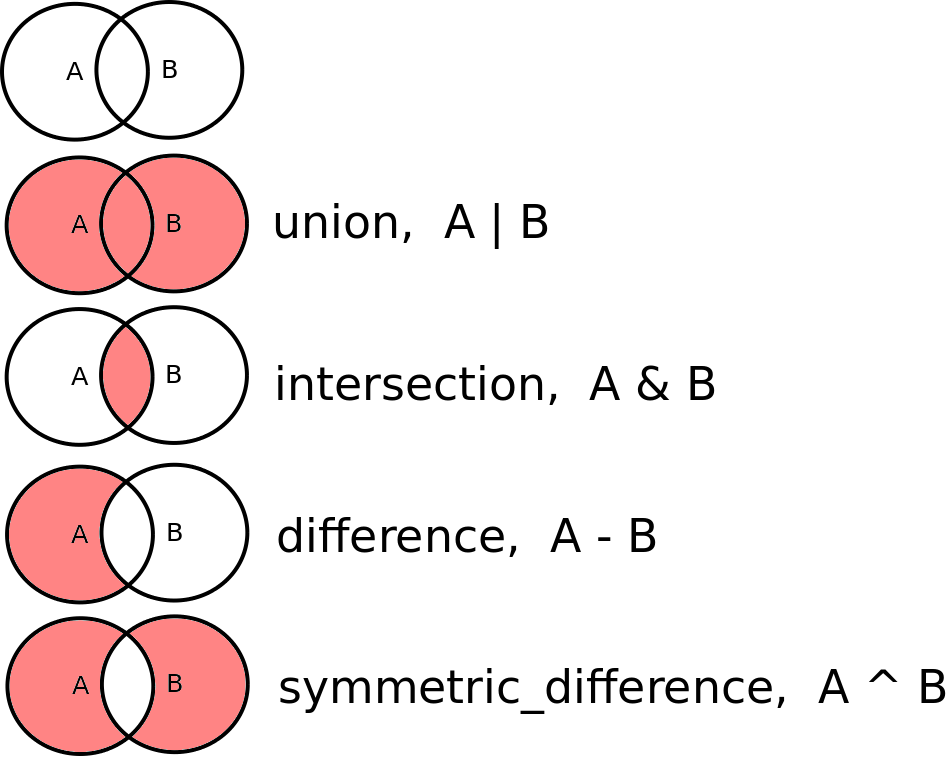 A B
A B union, A | B
A B intersection, A & B
A B difference, A - B
A B symmetric_difference, A ^ B